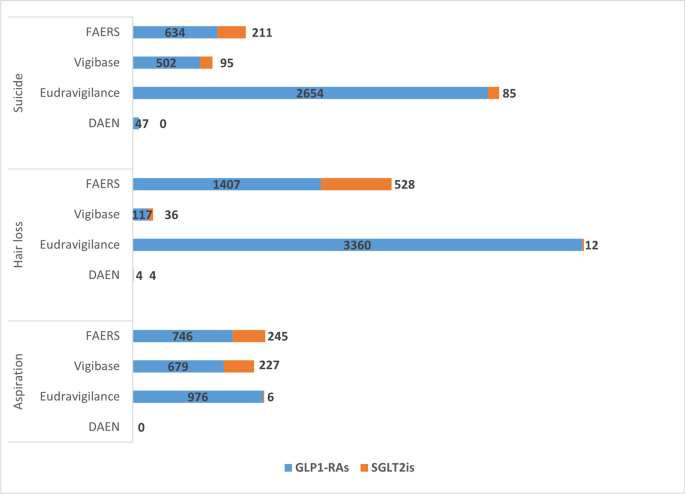 Suicide
FAERS 634 211
Vigibase 502 95
Eudravigilance 2654 85
DAEN 47 0
Hair loss
FAERS 1407 528
Vigibase 117 36
Eudravigilance 3360 12
DAEN 4 4
Aspiration
FAERS 746 245
Vigibase 679 227
Eudravigilance 976 6
DAEN 0
GLP1-RAs SGLT2is